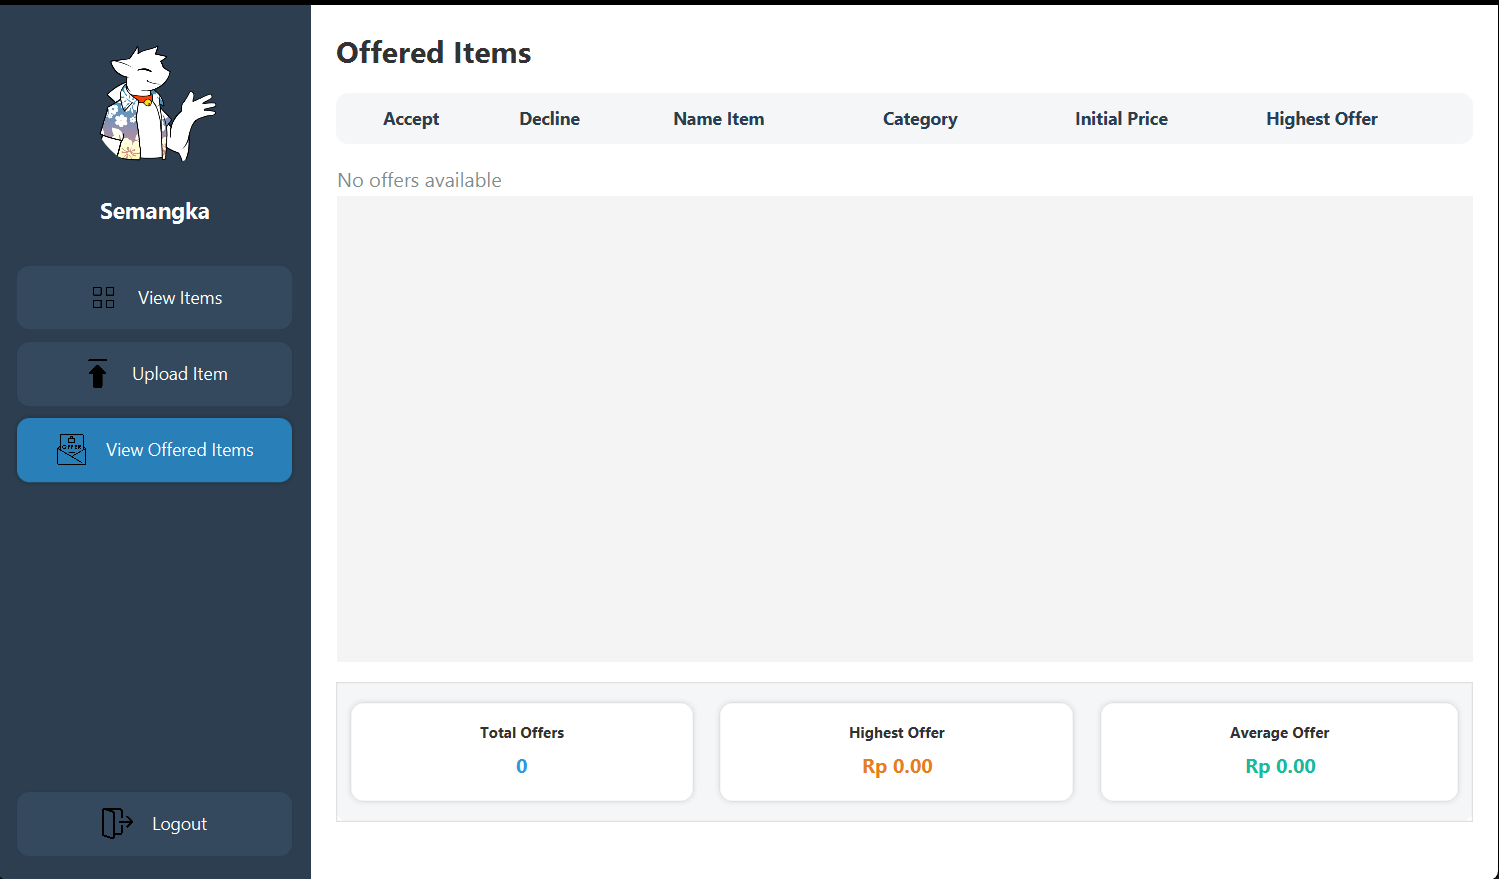 Semangka
View Items
Upload Item
OFFER
View Offered Items
Logout
Offered Items
Accept Decline Name Item Category Initial Price Highest Offer
No offers available
Total Offers
0
Highest Offer
Rp 0.00
Average Offer
Rp 0.00